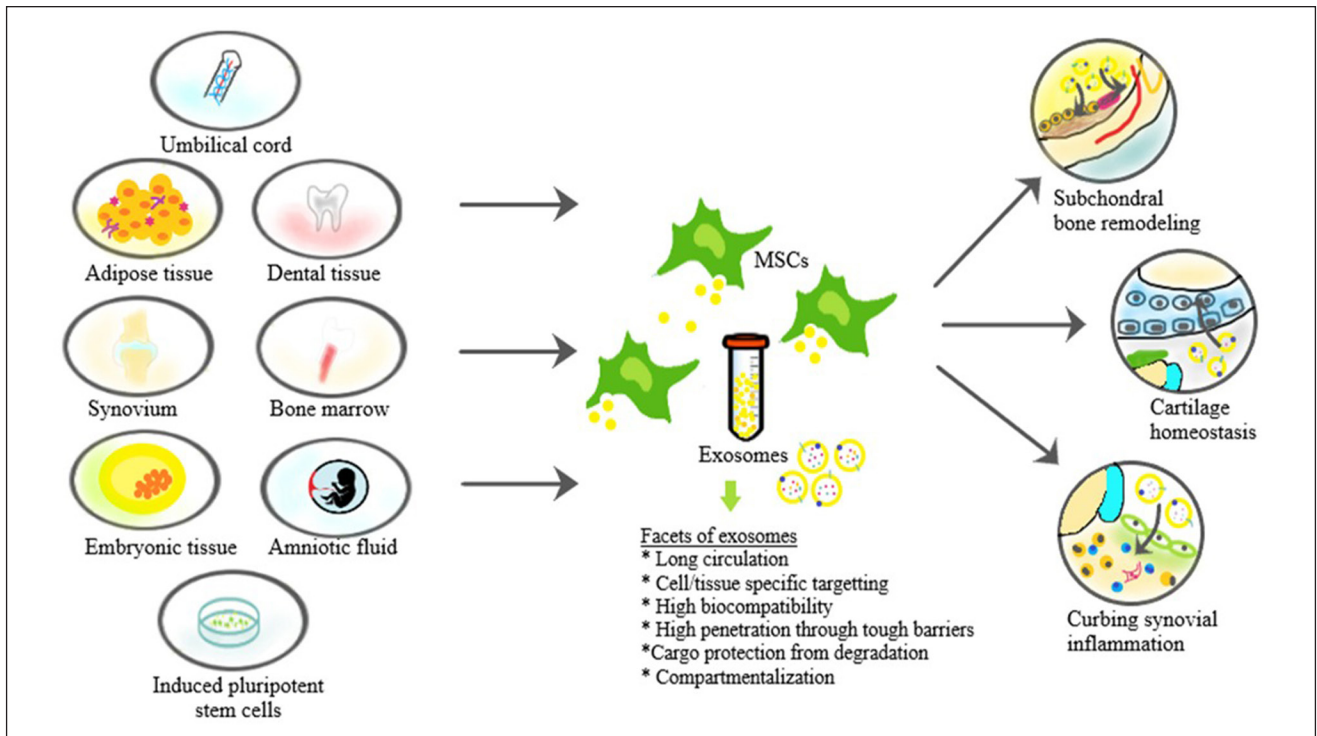 Umbilical cord
Adipose tissue
Dental tissue
Synovium
Bone marrow
Embryonic tissue
Amniotic fluid
Induced pluripotent
stem cells
MSCs
Exosomes
Facets of exosomes
* Long circulation
* Cell/tissue specific targetting
* High biocompatibility
* High penetration through tough barriers
*Cargo protection from degradation
* Compartmentalization
Subchondral
bone remodeling
Cartilage
homeostasis
Curbing synovial
inflammation